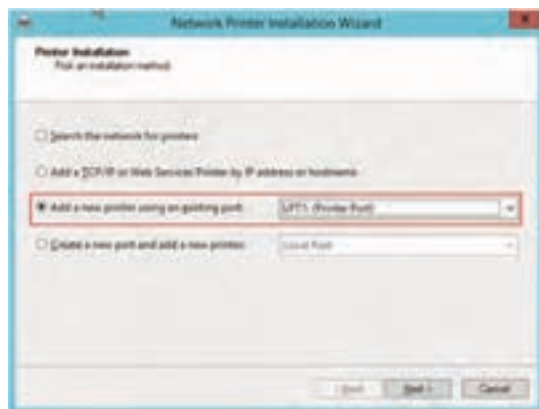 Network Printer Installation Wizard
Printer Installation
Pick an installation method.
Search the network for printers
Add a TCP/IP or Web Services Printer by IP address or hostname
Add a new printer using an existing port: LPT1: (Printer Port)
Create a new port and add a new printer: Local Port
< Back Next > Cancel